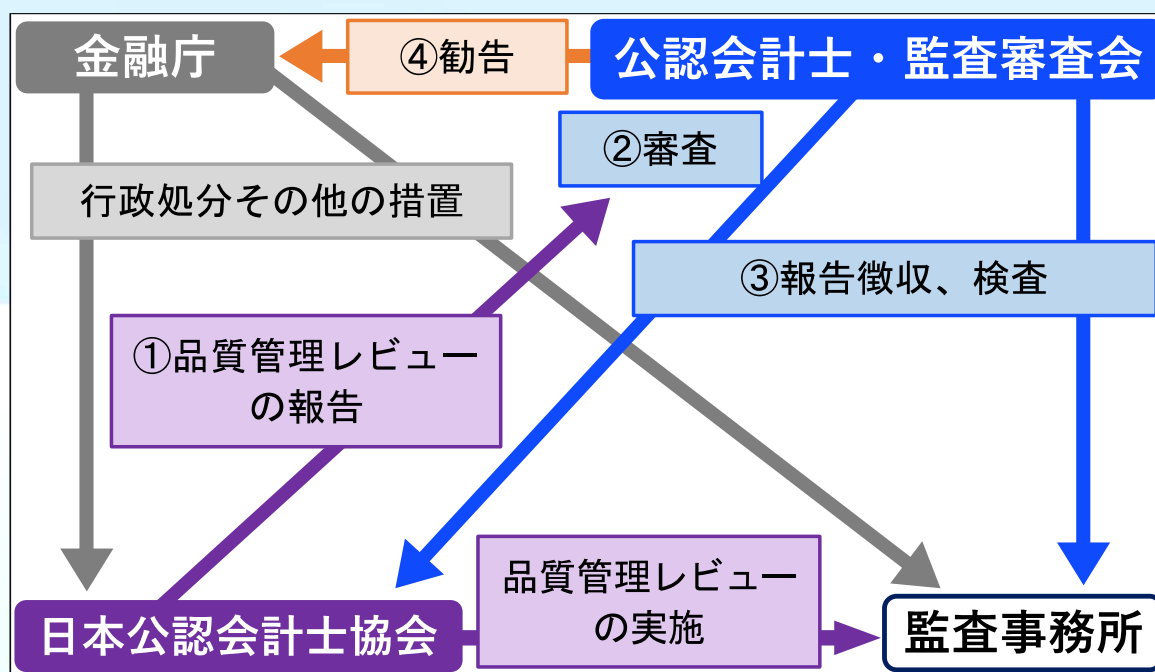 金融庁
④勧告
公認会計士・監査審査会
②審査
行政処分その他の措置
③報告徴収、検査
①品質管理レビュー
の報告
品質管理レビュー
の実施
日本公認会計士協会
監査事務所